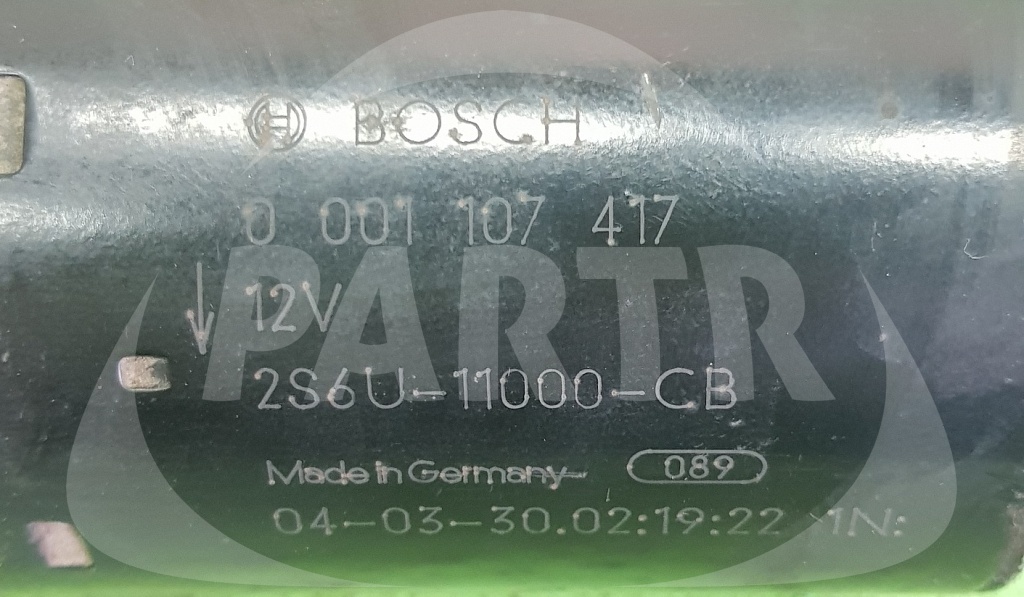 BOSCH
0 001 107 417
12V
PARTR
2S6U-11000-CB
Made in Germany 089
04-03-30.02:19:22 1N: